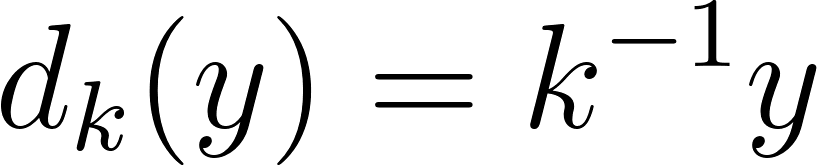 d_k(y) = k^{-1}y